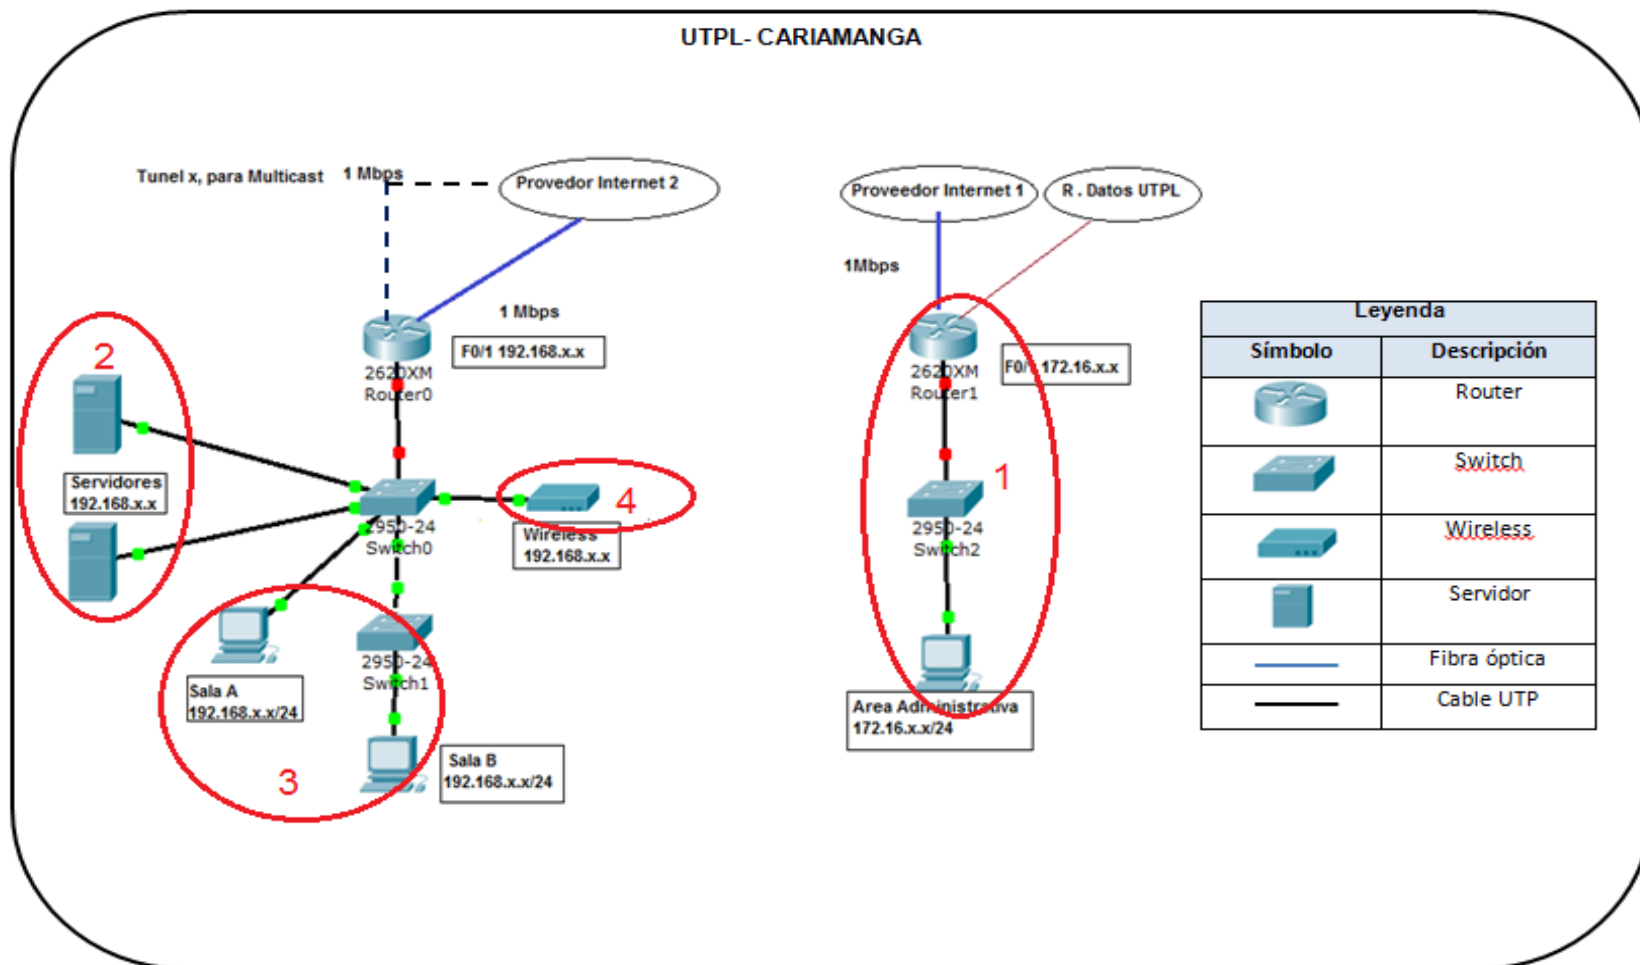 UTPL- CARIAMANGA
Tunel x, para Multicast
1 Mbps
Provedor Internet 2
1 Mbps
F0/1 192.168.x.x
2620XM
Router0
2
Servidores
192.168.x.x
2950-24
Switch0
4
Wireless
192.168.x.x
Sala A
192.168.x.x/24
2950-24
Switch1
3
Sala B
192.168.x.x/24
Proveedor Internet 1
R . Datos UTPL
1Mbps
F0/1 172.16.x.x
2620XM
Router1
1
2950-24
Switch2
Area Administrativa
172.16.x.x/24
Leyenda
Símbolo Descripción
Router
Switch
Wireless
Servidor
Fibra óptica
Cable UTP